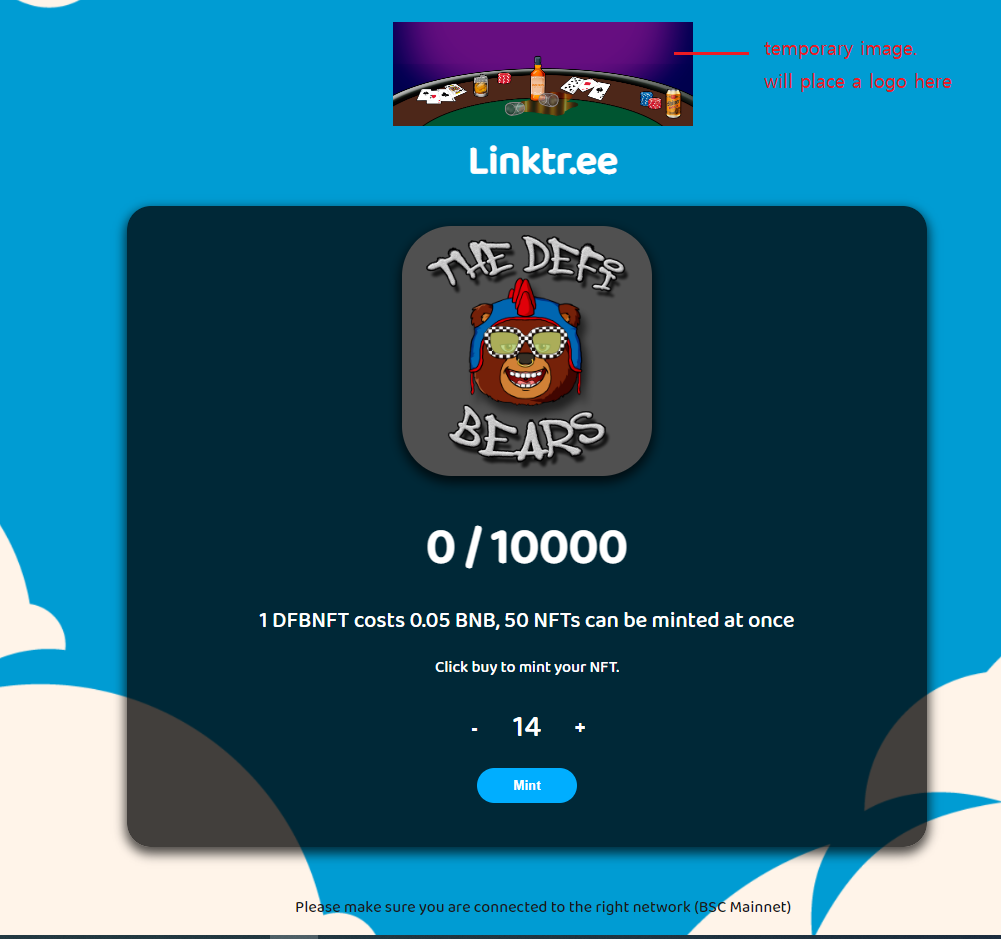 temporary image.
will place a logo here
Linktr.ee
THE DEFi
BEARS
0 / 10000
1 DFBNFT costs 0.05 BNB, 50 NFTs can be minted at once
Click buy to mint your NFT.
- 14 +
Mint
Please make sure you are connected to the right network (BSC Mainnet)